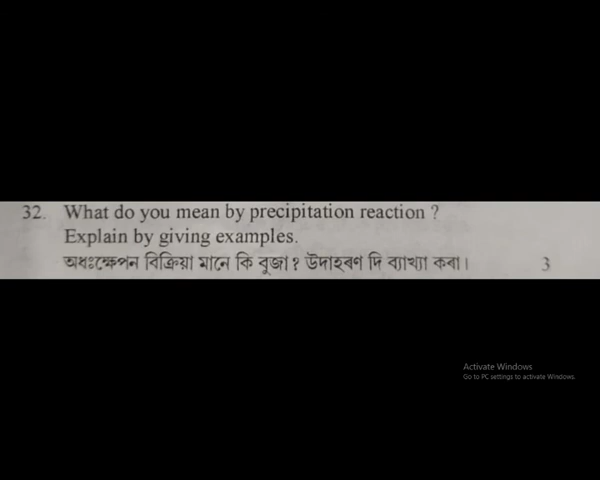 32. What do you mean by precipitation reaction ?
Explain by giving examples.
অধঃক্ষেপন বিক্ৰিয়া মানে কি বুজা? উদাহৰণ দি ব্যাখ্যা কৰা। 3
Activate Windows
Go to PC settings to activate Windows.